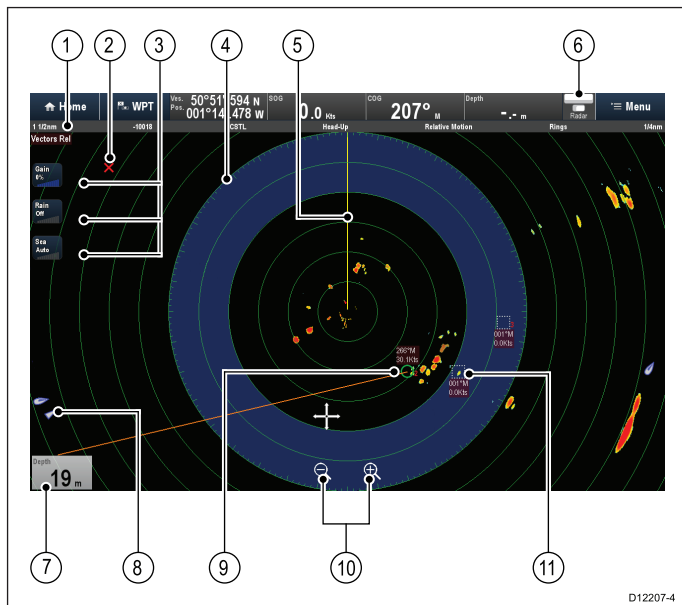 1 2 3 4 5 6
Home WPT Ves. Pos. 50°51'.594 N 001°14'.478 W SOG 0.0 Kts COG 207° M Depth -.- m Radar Menu
1 1/2nm -10018 CSTL Head-Up Relative Motion Rings 1/4nm
Vectors Rel
Gain
0%
Rain
Off
Sea
Auto
001°M
0.0Kts
266°M
30.1Kts
001°M
0.0Kts
Depth
19 m
7 8 9 10 11
D12207-4